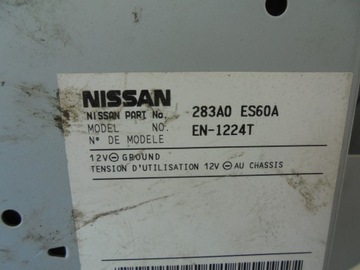 NISSAN
NISSAN PART No. 283A0 ES60A
MODEL NO. EN-1224T
N° DE MODELE
12V⊖GROUND
TENSION D'UTILISATION 12V⊖AU CHASSIS